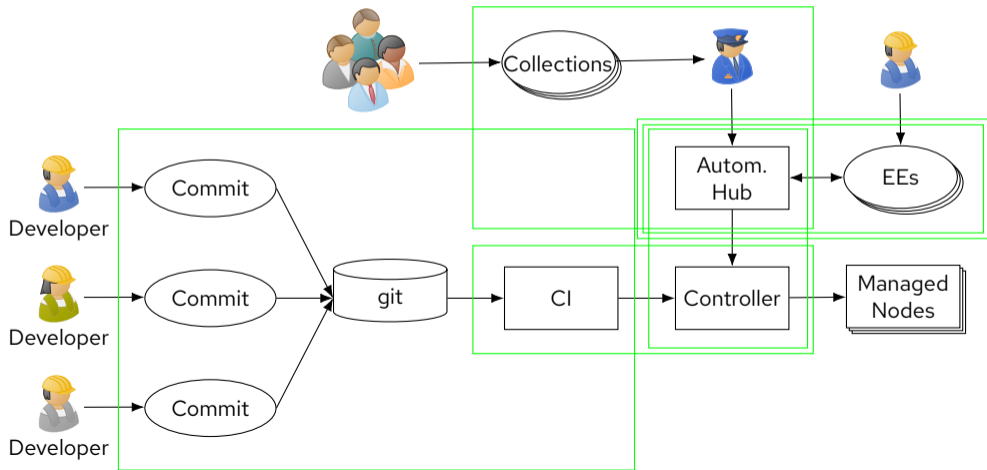 Collections
Developer
Commit
Autom.
Hub
EEs
Developer
Commit
git
CI
Controller
Managed
Nodes
Developer
Commit